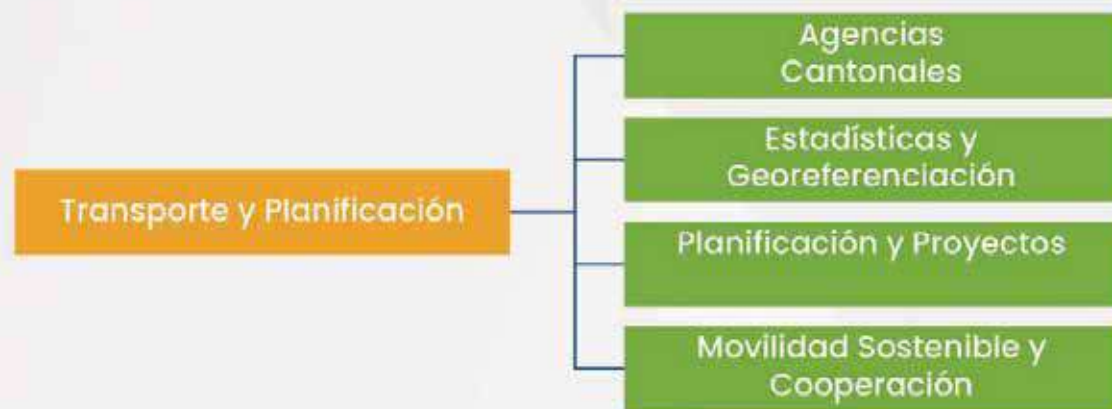 Agencias
Cantonales
Estadísticas y
Georeferenciación
Transporte y Planificación
Planificación y Proyectos
Movilidad Sostenible y
Cooperación